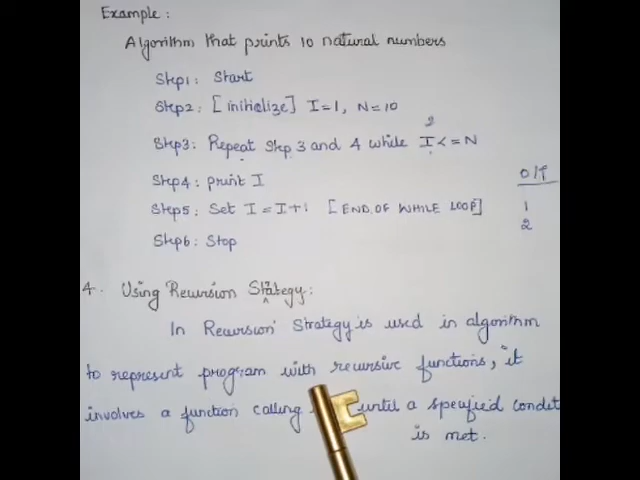 Example:
Algorithm that prints 10 natural numbers
Step1: Start
Step2: [initialize] I=1, N=10
2
Step3: Repeat Step 3 and 4 while I<=N
Step4: print I
O/P
Step5: Set I=I+1 [END OF WHILE LOOP]
1
2
Step6: Stop
4. Using Recursion Strategy:
In Recursion Strategy is used in algorithm
to represent program with recursive functions, it
involves a function calling until a specified condit
is met.